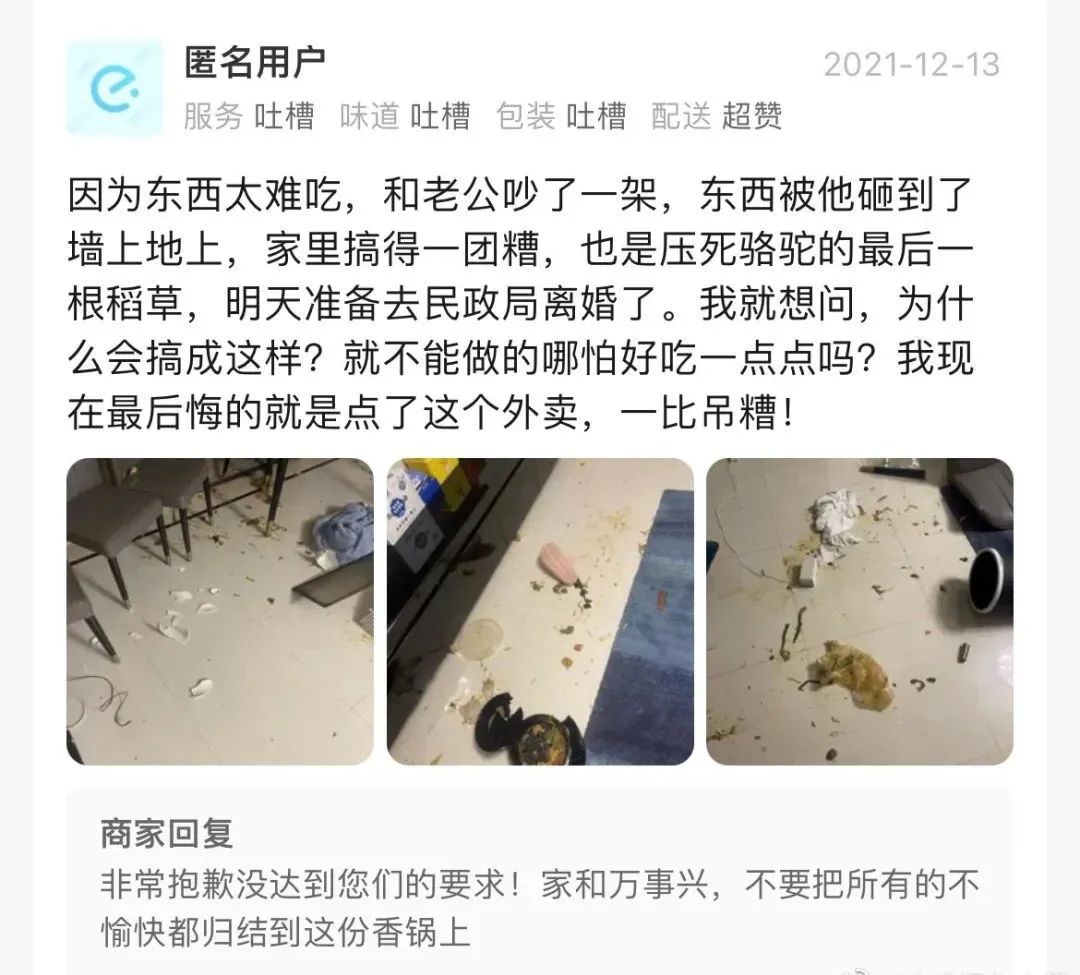 匿名用户
2021-12-13
服务 吐槽 味道 吐槽 包装 吐槽 配送 超赞
因为东西太难吃，和老公吵了一架，东西被他砸到了
墙上地上，家里搞得一团糟，也是压死骆驼的最后一
根稻草，明天准备去民政局离婚了。我就想问，为什
么会搞成这样？就不能做的哪怕好吃一点点吗？我现
在最后悔的就是点了这个外卖，一比吊糟！
商家回复
非常抱歉没达到您们的要求！家和万事兴，不要把所有的不
愉快都归结到这份香锅上